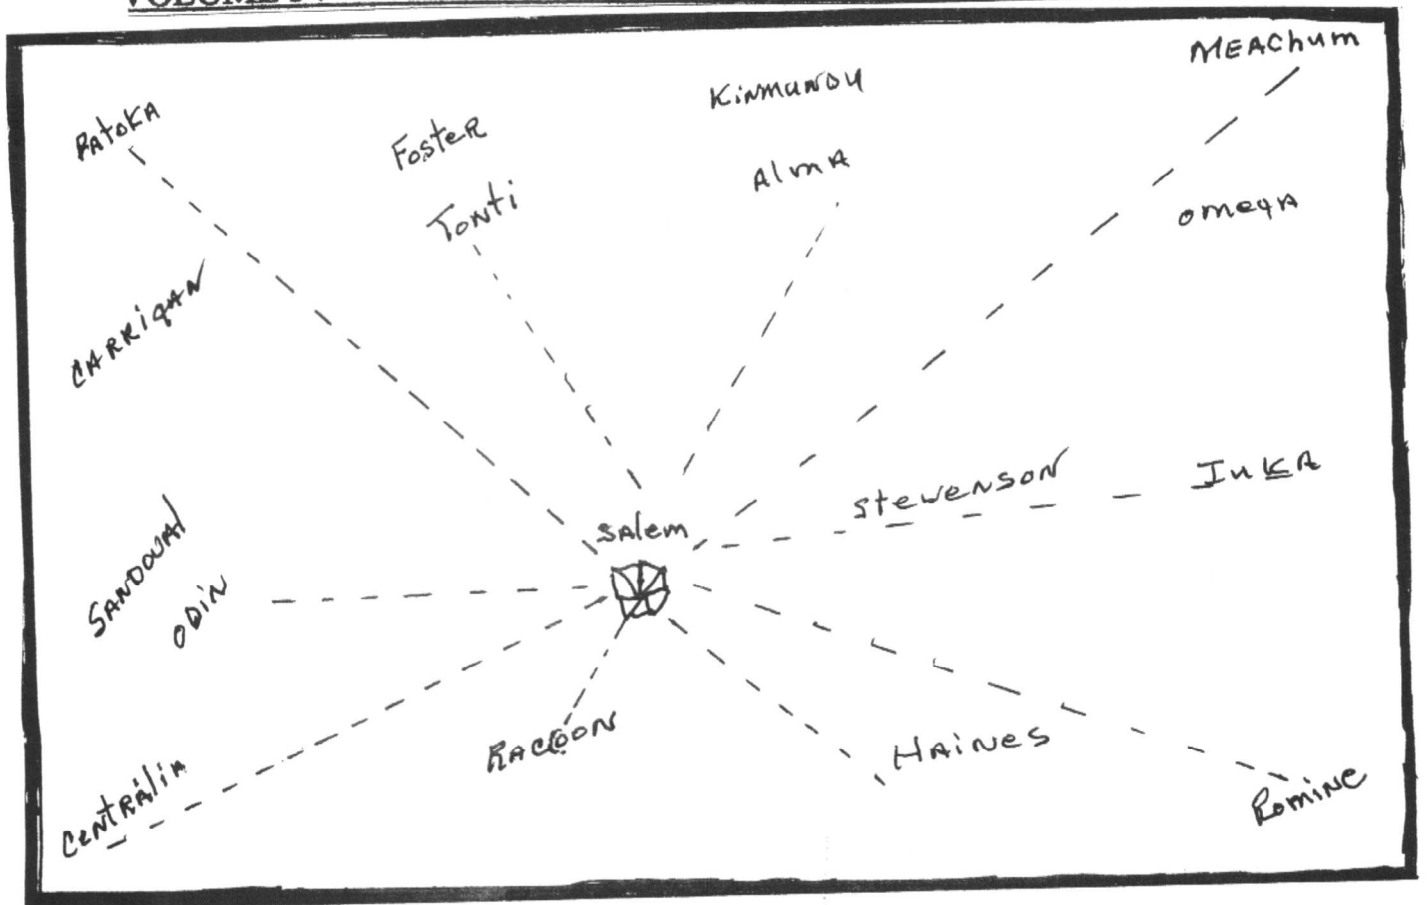 MEAChum
KiNMuNDy
PAtoKA
FosteR
AlmA
ToNti
omegA
CARRigAN
SteveNSoN
IuKA
SAlem
SANDOVAl
ODiN
RACCOON
HAiNeS
CeNtRAliA
RomiNe